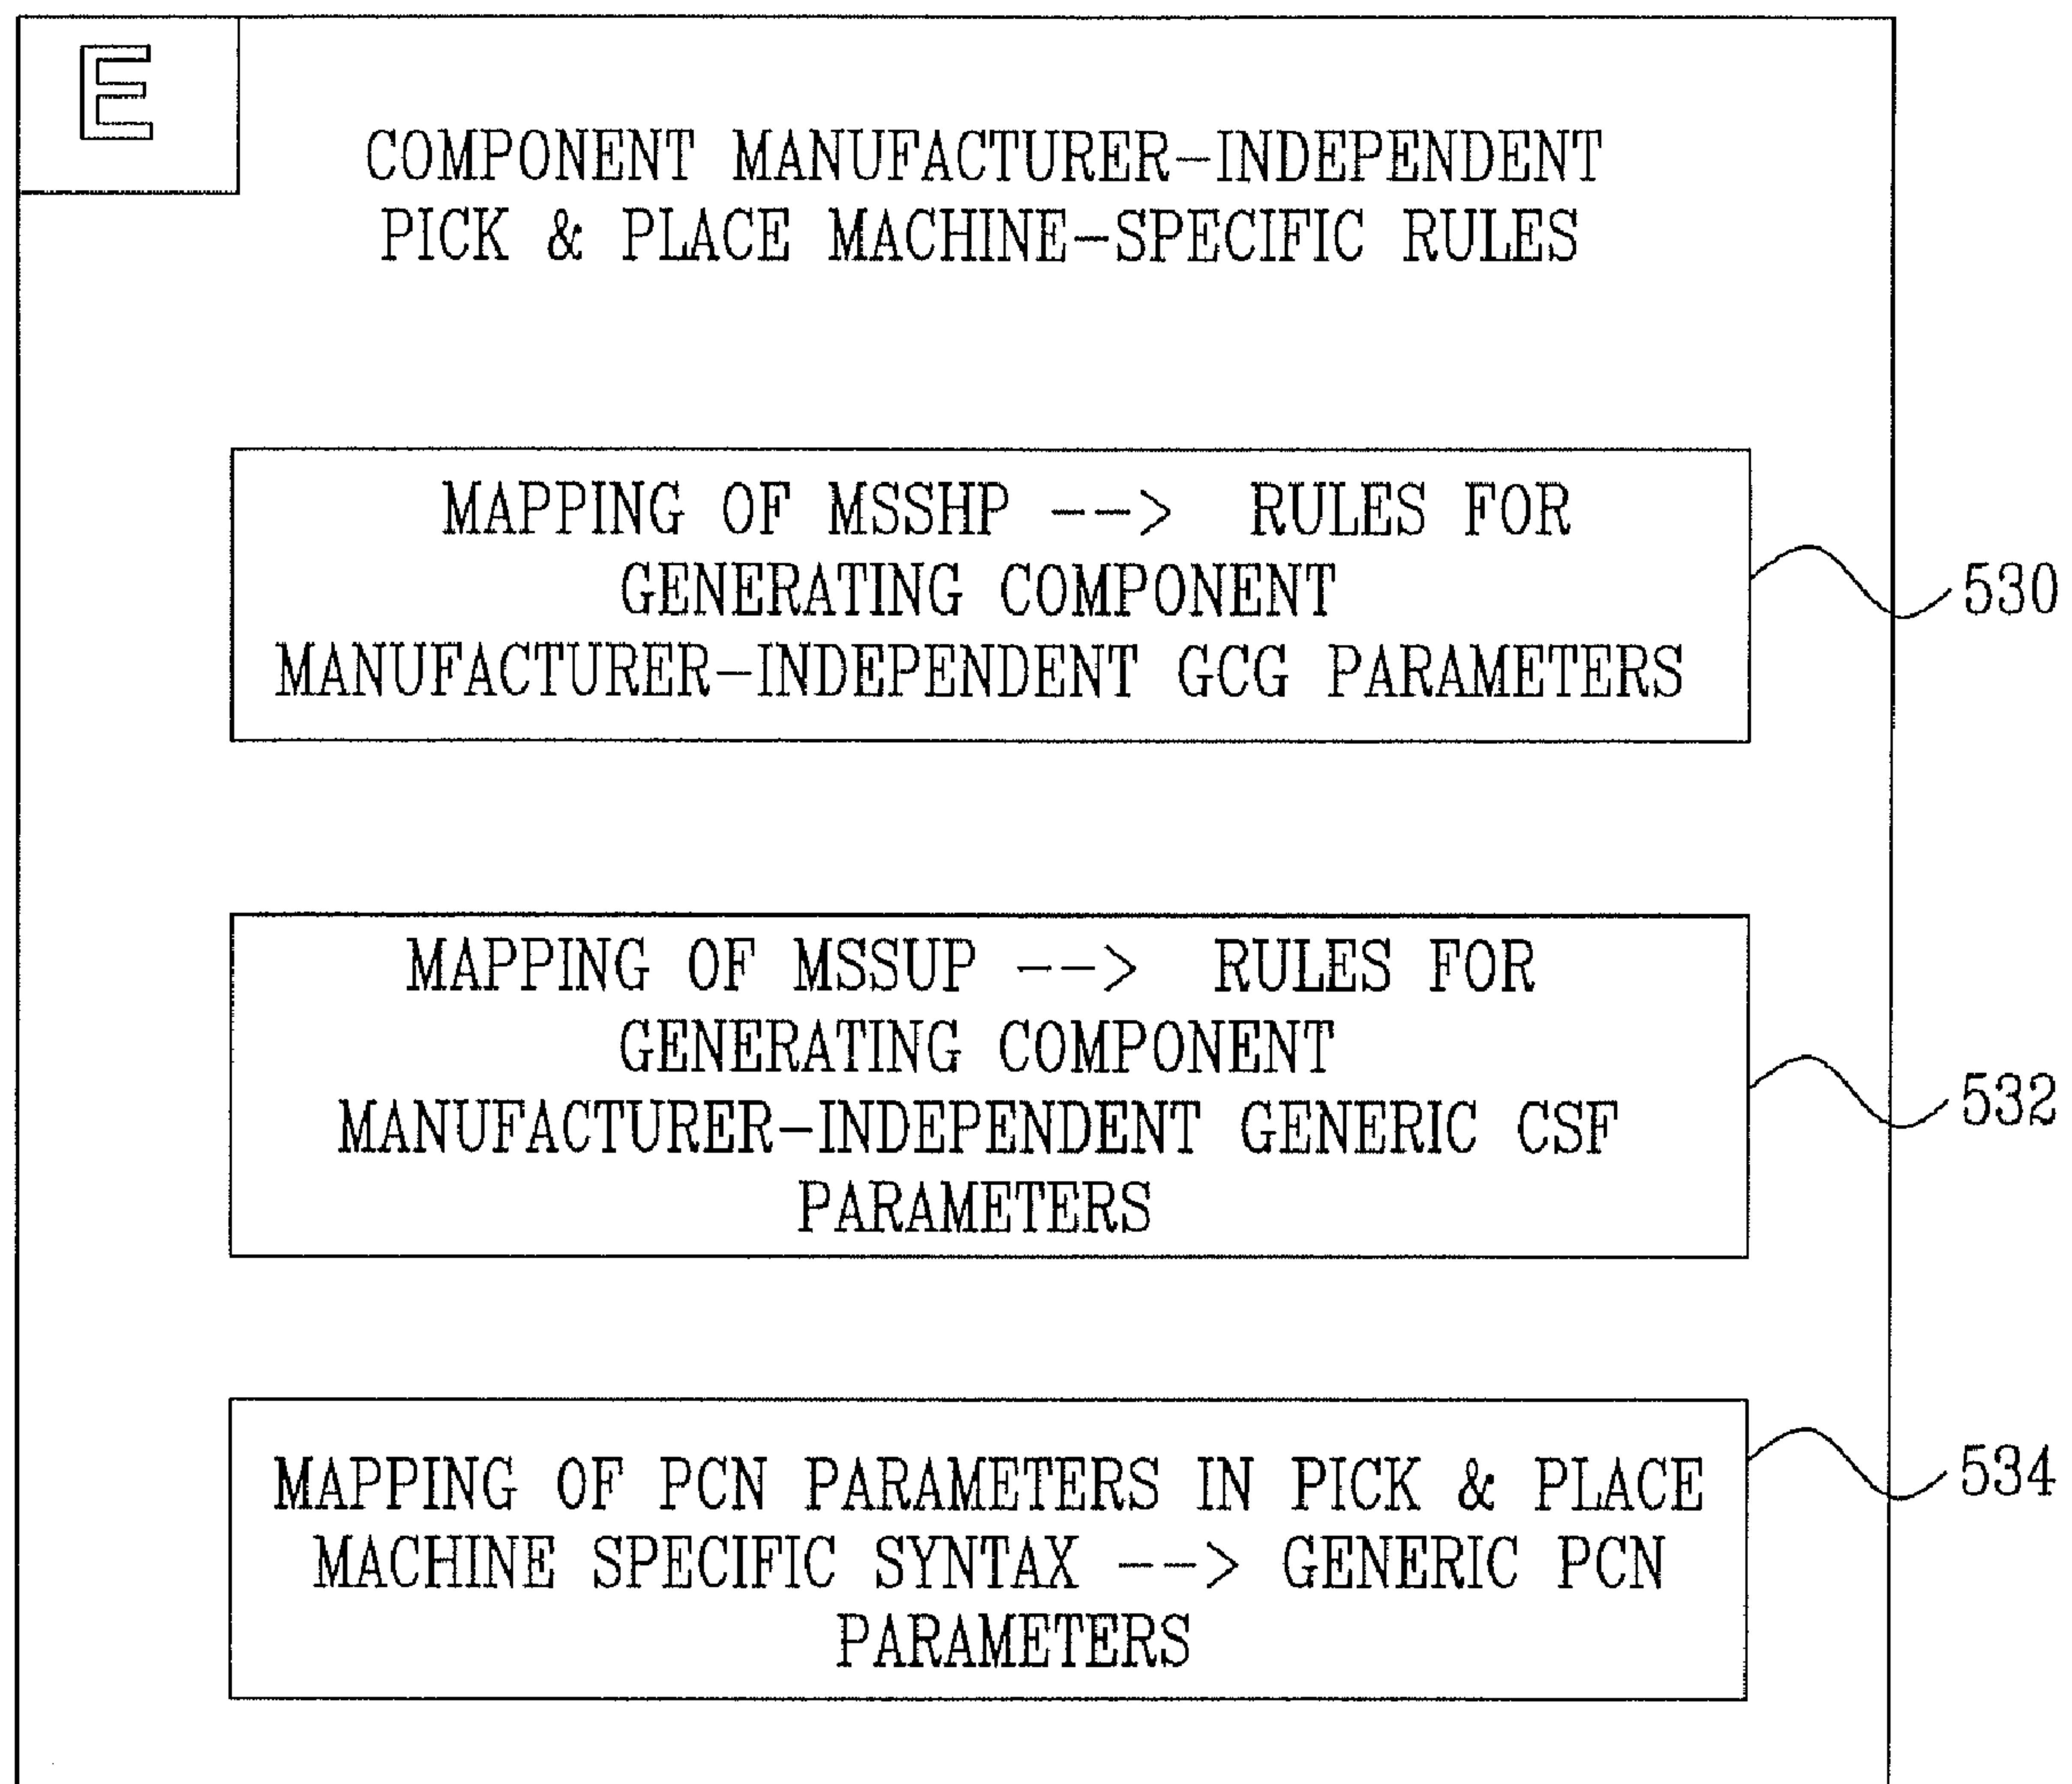 E
COMPONENT MANUFACTURER-INDEPENDENT
PICK & PLACE MACHINE-SPECIFIC RULES
MAPPING OF MSSHP --> RULES FOR
GENERATING COMPONENT
MANUFACTURER-INDEPENDENT GCG PARAMETERS
530
MAPPING OF MSSUP --> RULES FOR
GENERATING COMPONENT
MANUFACTURER-INDEPENDENT GENERIC CSF
PARAMETERS
532
MAPPING OF PCN PARAMETERS IN PICK & PLACE
MACHINE SPECIFIC SYNTAX --> GENERIC PCN
PARAMETERS
534